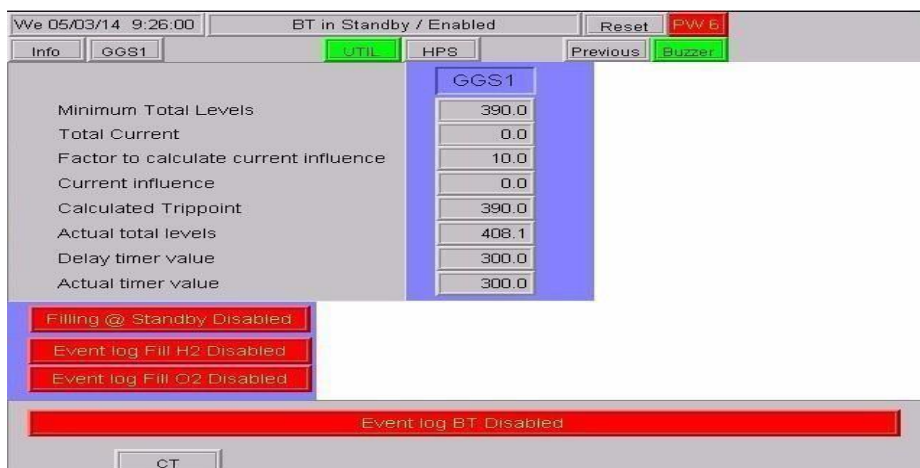 We 05/03/14 9:26:00 BT in Standby / Enabled Reset PW 6
Info GGS1 UTIL HPS Previous Buzzer
GGS1
Minimum Total Levels 390.0
Total Current 0.0
Factor to calculate current influence 10.0
Current influence 0.0
Calculated Trippoint 390.0
Actual total levels 408.1
Delay timer value 300.0
Actual timer value 300.0
Filling @ Standby Disabled
Event log Fill H2 Disabled
Event log Fill O2 Disabled
Event log BT Disabled
CT